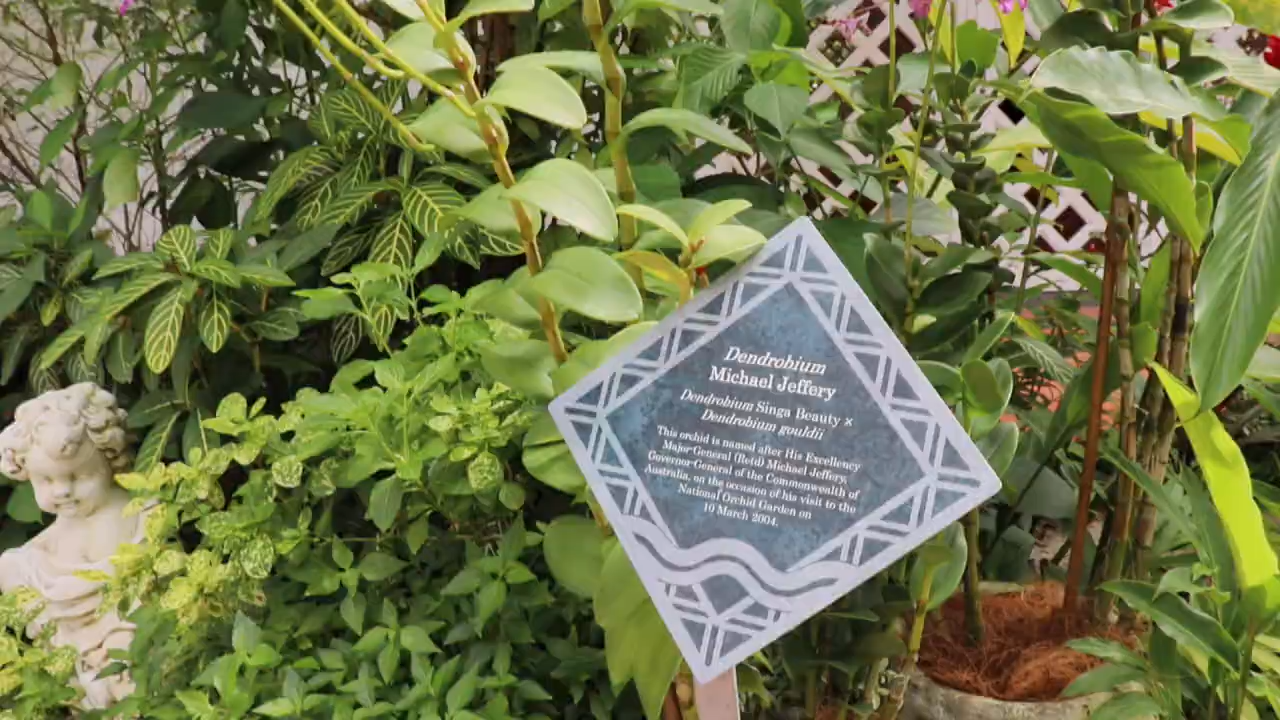 Dendrobium
Michael Jeffery
Dendrobium Singa Beauty ×
Dendrobium gouldii
This orchid is named after His Excellency
Major-General (Retd) Michael Jeffery,
Governor-General of the Commonwealth of
Australia, on the occasion of his visit to the
National Orchid Garden on
10 March 2004.